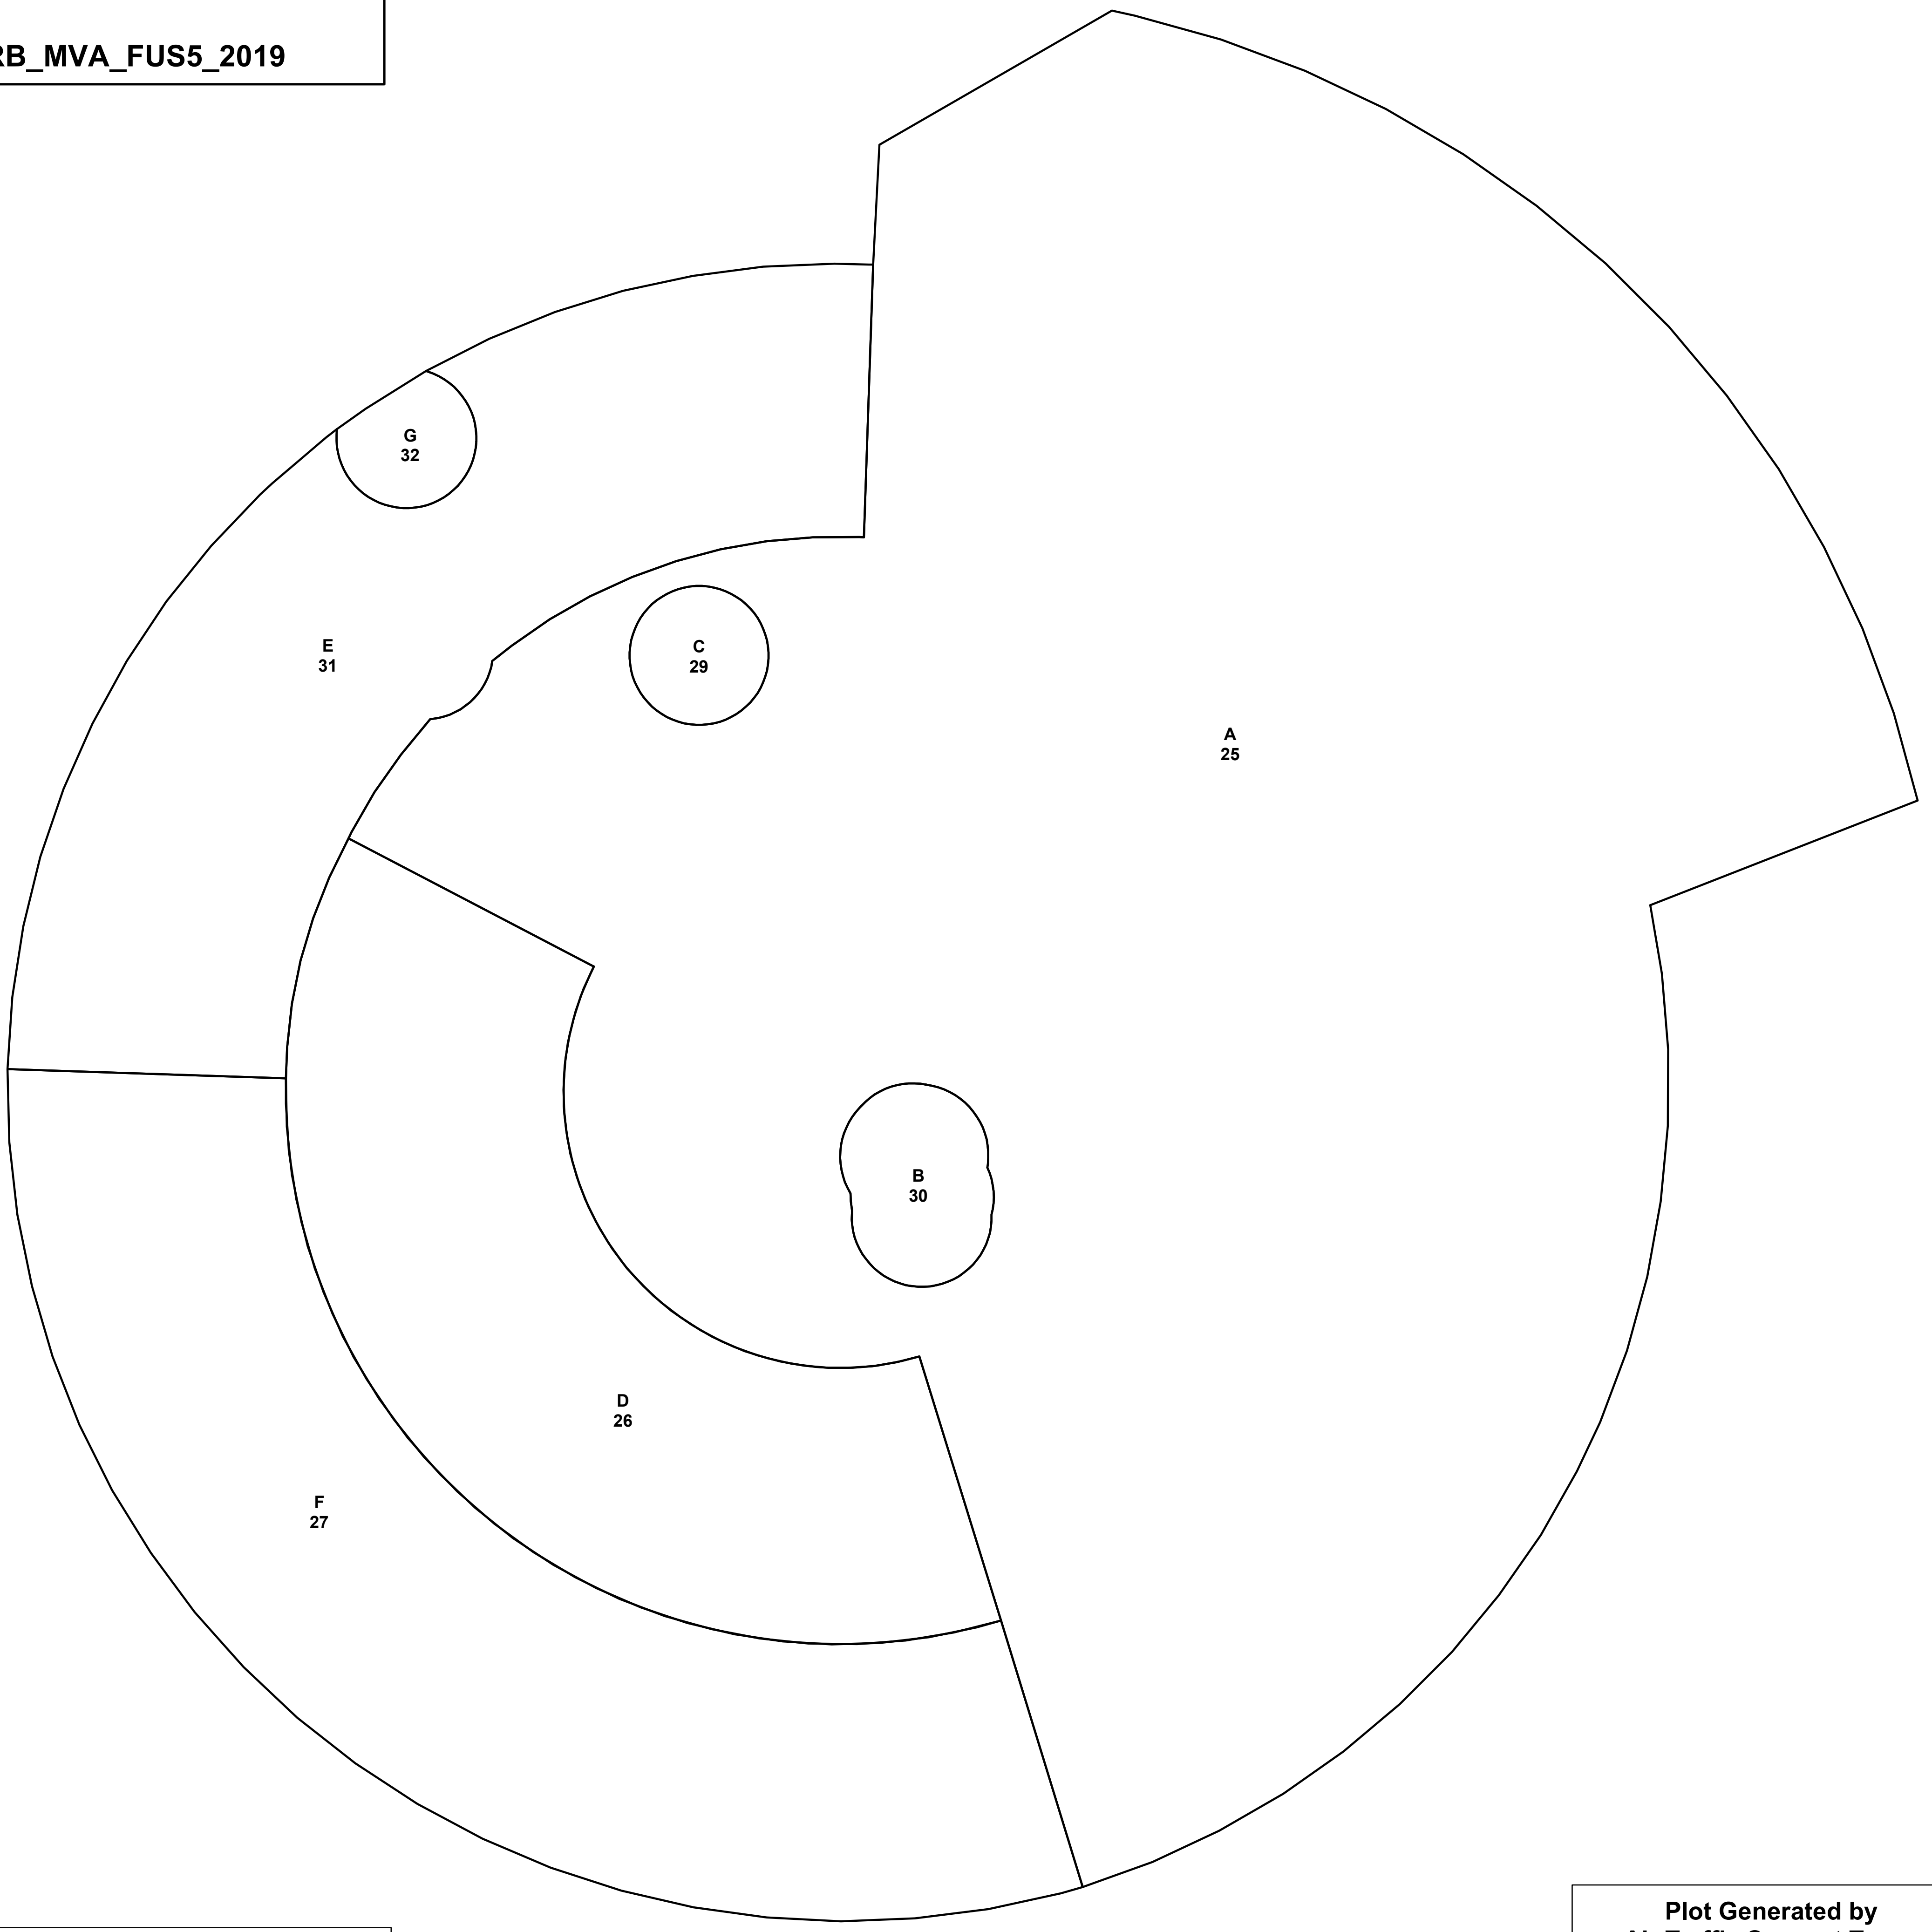 RB_MVA_FUS5_2019
G
32
E
31
C
29
A
25
B
30
D
26
F
27
Plot Generated by